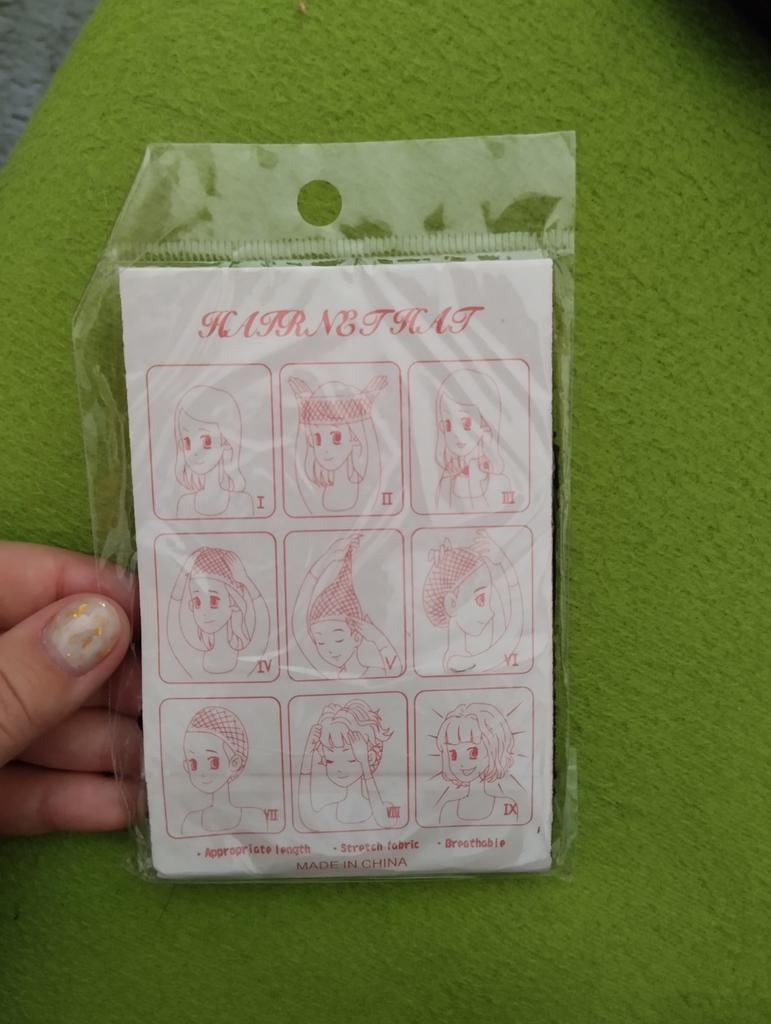 HAIRNETHAT
I
II
III
IV
V
VI
VII
VIII
IX
· Appropriate length · Stretch fabric · Breathable
MADE IN CHINA